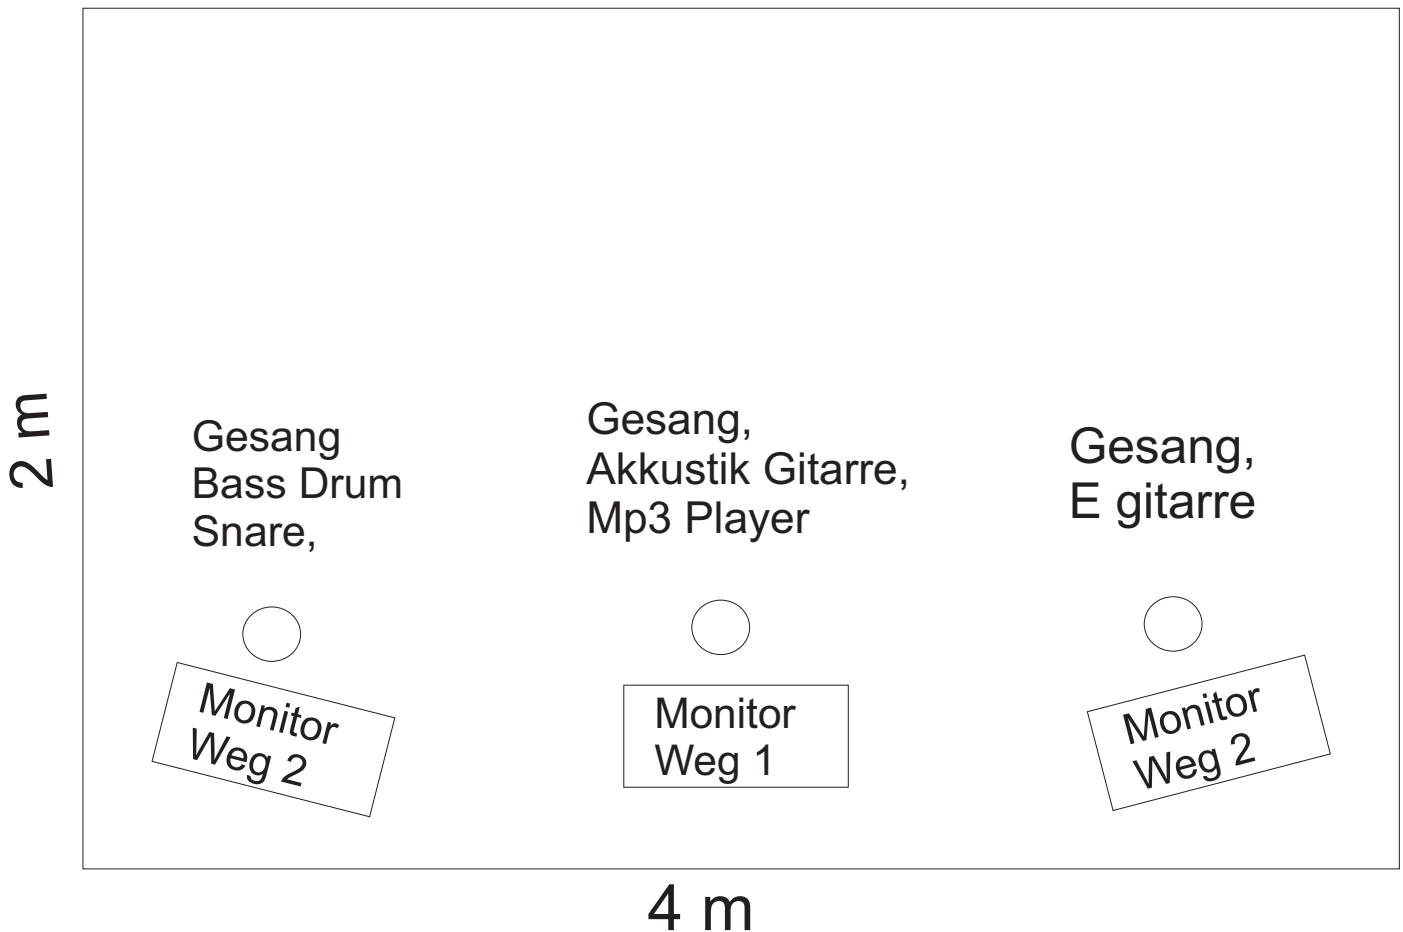 2 m
Gesang
Bass Drum
Snare,
Gesang,
Akkustik Gitarre,
Mp3 Player
Gesang,
E gitarre
Monitor
Weg 2
Monitor
Weg 1
Monitor
Weg 2
4 m